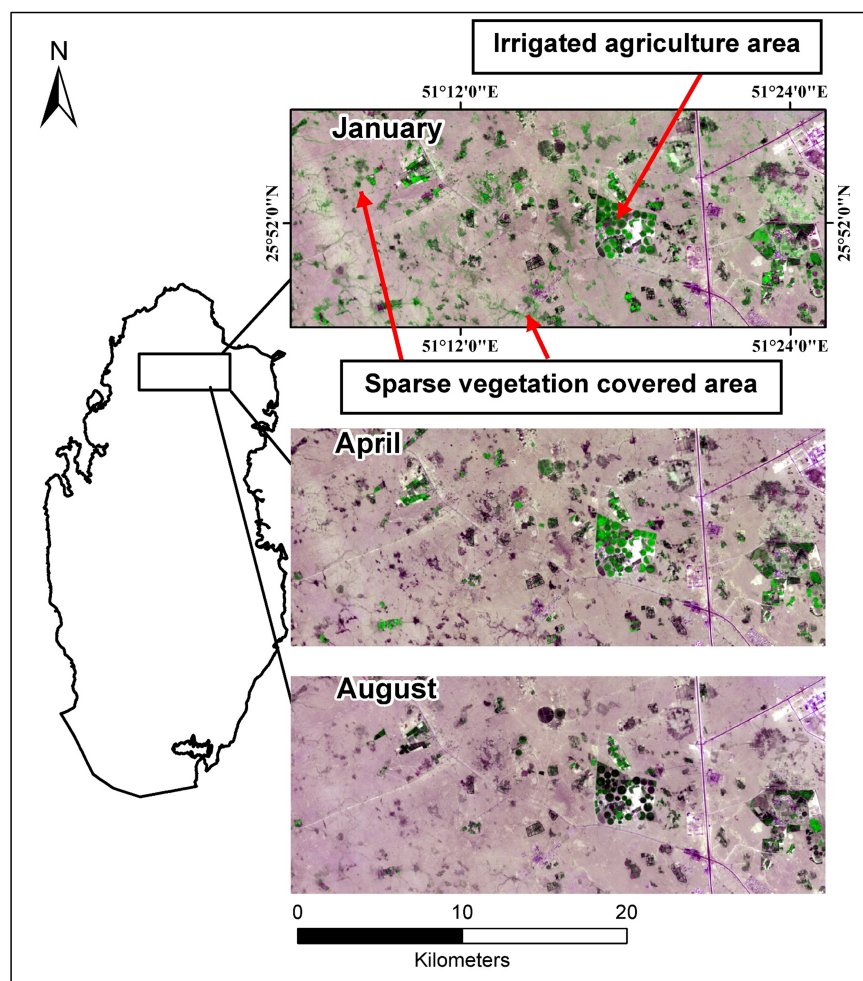 Irrigated agriculture area
N
51°12'0"E 51°24'0"E
January
25°52'0"N 25°52'0"N
51°12'0"E 51°24'0"E
Sparse vegetation covered area
April
August
0 10 20
Kilometers